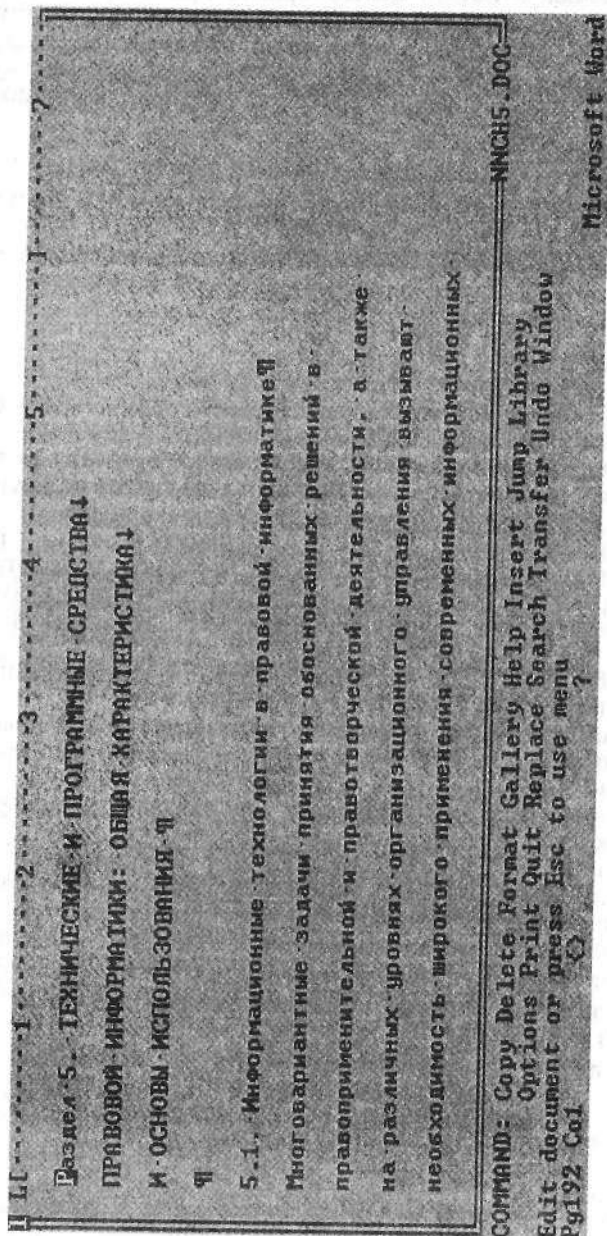 1 L[········1·········2·········3·········4·········5·········]·········7·····
Раздел·5.·ТЕХНИЧЕСКИЕ·И·ПРОГРАММНЫЕ·СРЕДСТВА↓
ПРАВОВОЙ·ИНФОРМАТИКИ:·ОБЩАЯ·ХАРАКТЕРИСТИКА↓
И·ОСНОВЫ·ИСПОЛЬЗОВАНИЯ·¶
¶
5.1.·Информационные·технологии·в·правовой·информатике¶
Многовариантные·задачи·принятия·обоснованных·решений·в·
правоприменительной·и·правотворческой·деятельности,·а·также·
на·различных·уровнях·организационного·управления·вызывают·
необходимость·широкого·применения·современных·информационных·
NNCH5.DOC
COMMAND: Copy Delete Format Gallery Help Insert Jump Library
Options Print Quit Replace Search Transfer Undo Window
Edit document or press Esc to use menu
Pg192 Co1 {} ? Microsoft Word